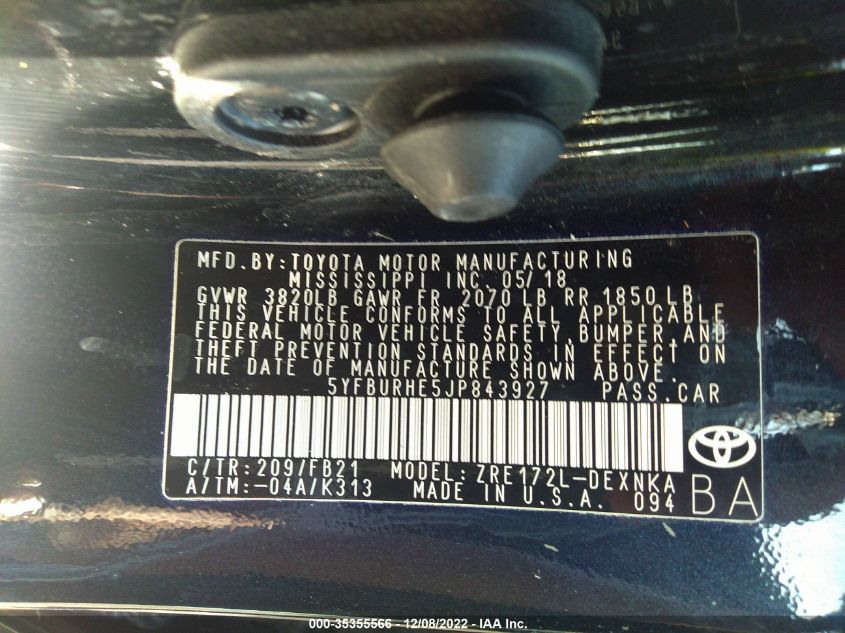 MFD.BY:TOYOTA MOTOR MANUFACTURING
MISSISSIPPI INC. 05/18
GVWR 3820LB GAWR FR 2070 LB RR 1850 LB
THIS VEHICLE CONFORMS TO ALL APPLICABLE
FEDERAL MOTOR VEHICLE SAFETY,BUMPER,AND
THEFT PREVENTION STANDARDS IN EFFECT ON
THE DATE OF MANUFACTURE SHOWN ABOVE.
5YFBURHE5JP843927 PASS.CAR
C/TR:209/FB21 MODEL:ZRE172L-DEXNKA
A/TM:-04A/K313 MADE IN U.S.A. 094
BA
000-35355566 - 12/08/2022 - IAA Inc.